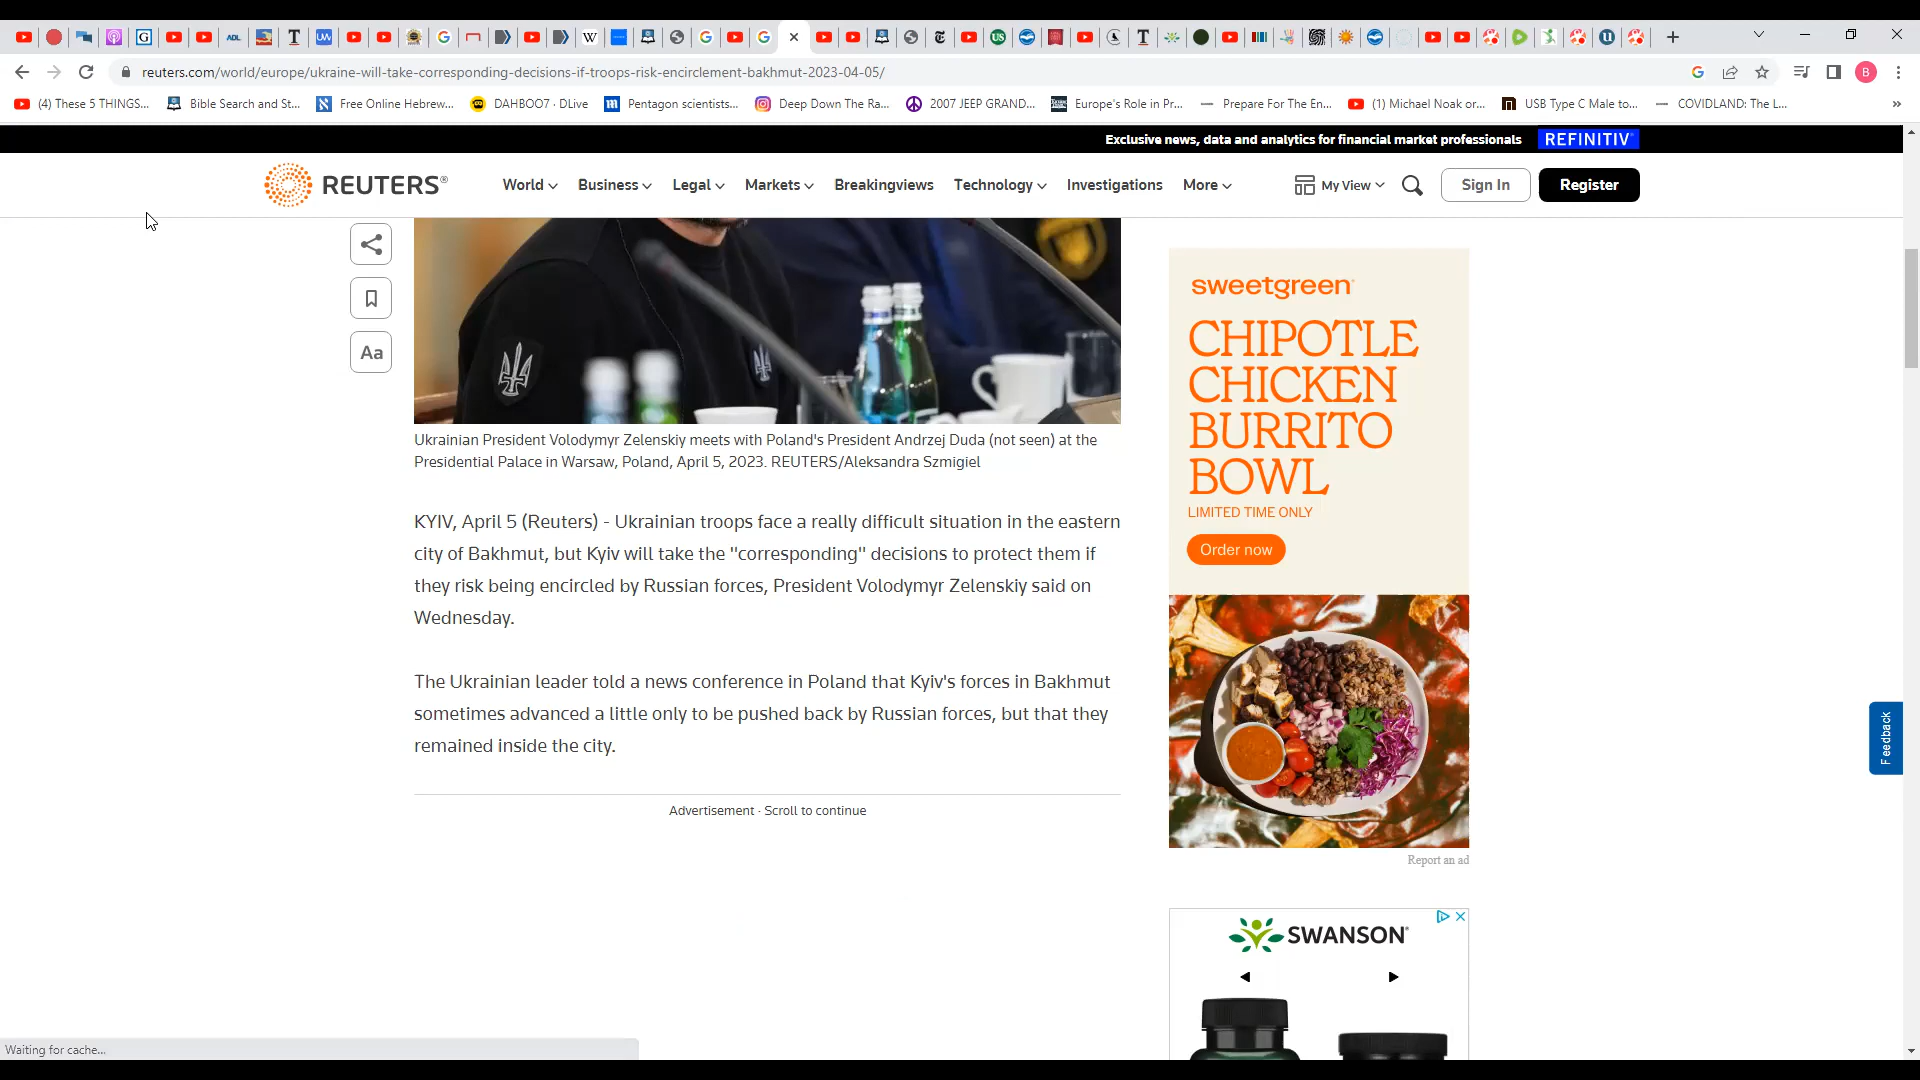 reuters.com/world/europe/ukraine-will-take-corresponding-decisions-if-troops-risk-encirclement-bakhmut-2023-04-05/
(4) These 5 THINGS... Bible Search and St... Free Online Hebrew... DAHBOO7 · DLive Pentagon scientists... Deep Down The Ra... 2007 JEEP GRAND... Europe's Role in Pr... Prepare For The En... (1) Michael Noak or... USB Type C Male to... COVIDLAND: The L...
Exclusive news, data and analytics for financial market professionals REFINITIV
REUTERS® World Business Legal Markets Breakingviews Technology Investigations More My View Sign In Register
Aa
Ukrainian President Volodymyr Zelenskiy meets with Poland's President Andrzej Duda (not seen) at the
Presidential Palace in Warsaw, Poland, April 5, 2023. REUTERS/Aleksandra Szmigiel
KYIV, April 5 (Reuters) - Ukrainian troops face a really difficult situation in the eastern
city of Bakhmut, but Kyiv will take the "corresponding" decisions to protect them if
they risk being encircled by Russian forces, President Volodymyr Zelenskiy said on
Wednesday.
The Ukrainian leader told a news conference in Poland that Kyiv's forces in Bakhmut
sometimes advanced a little only to be pushed back by Russian forces, but that they
remained inside the city.
Advertisement · Scroll to continue
sweetgreen
CHIPOTLE
CHICKEN
BURRITO
BOWL
LIMITED TIME ONLY
Order now
Report an ad
SWANSON®
Feedback
Waiting for cache...